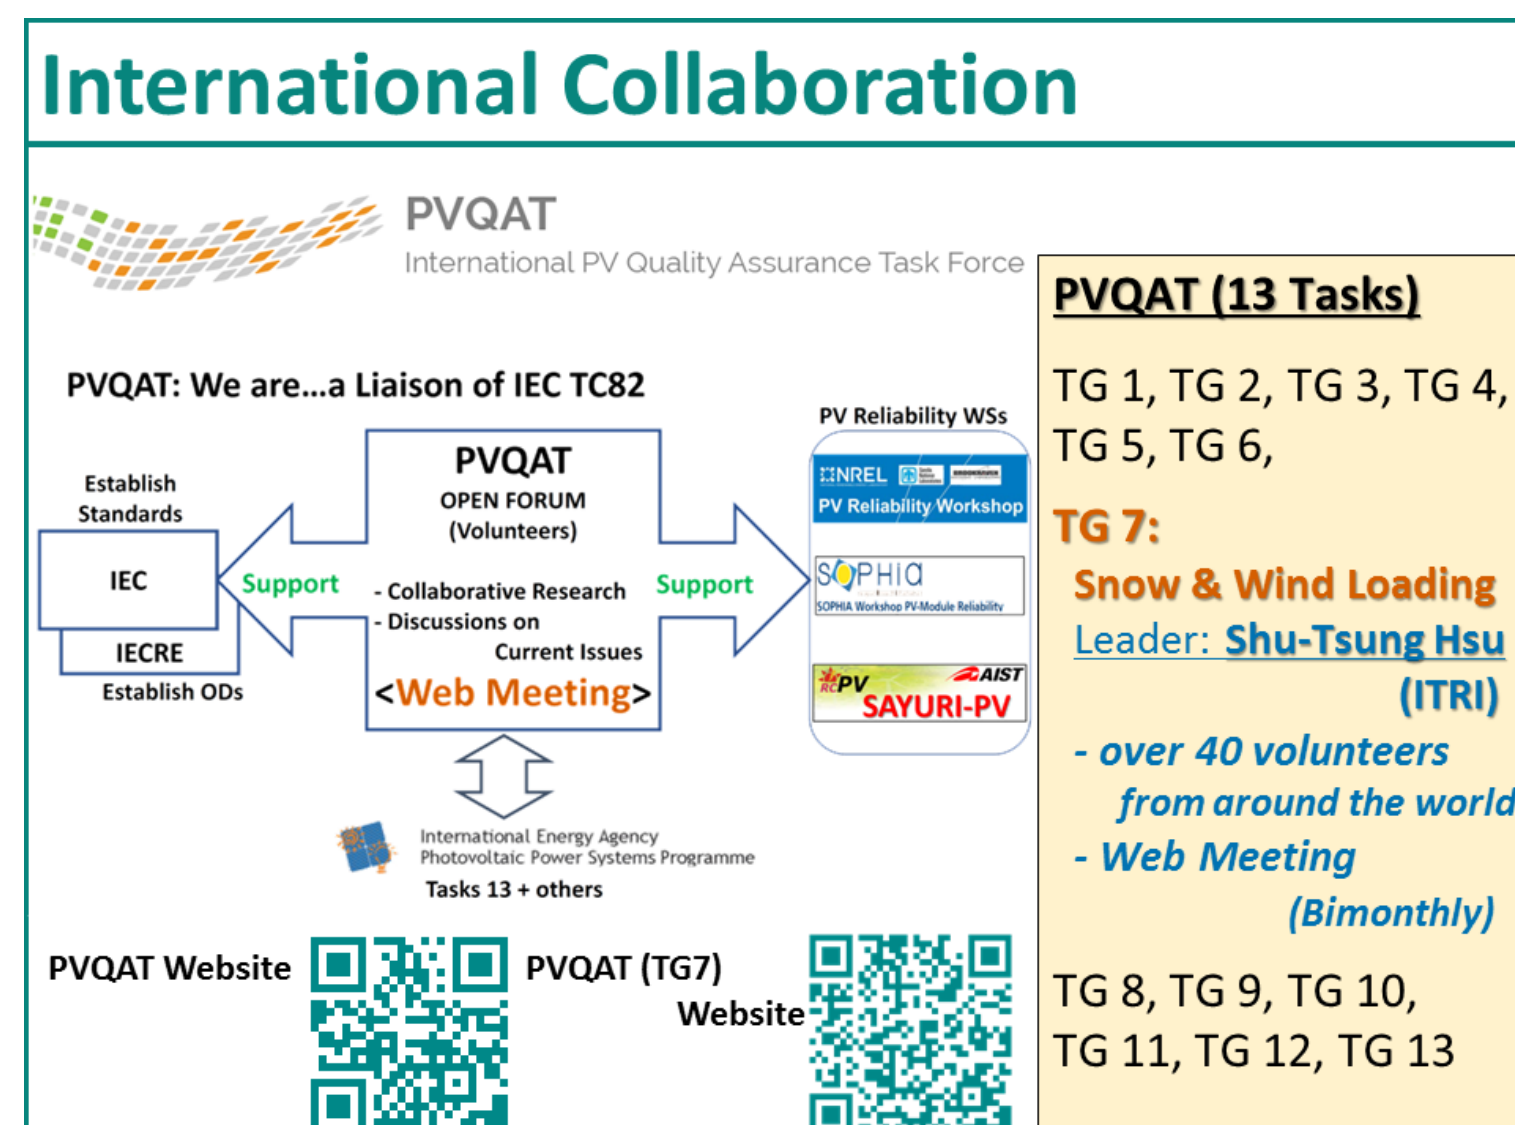 International Collaboration
PVQAT
International PV Quality Assurance Task Force
PVQAT: We are...a Liaison of IEC TC82
Establish
Standards
IEC
IECRE
Establish ODs
Support
PVQAT
OPEN FORUM
(Volunteers)
- Collaborative Research
- Discussions on
Current Issues
<Web Meeting>
Support
PV Reliability WSs
NREL
PV Reliability Workshop
SOPHIA
SOPHIA Workshop PV-Module Reliability
RCPV
AIST
SAYURI-PV
International Energy Agency
Photovoltaic Power Systems Programme
Tasks 13 + others
PVQAT Website
PVQAT (TG7)
Website
PVQAT (13 Tasks)
TG 1, TG 2, TG 3, TG 4,
TG 5, TG 6,
TG 7:
Snow & Wind Loading
Leader: Shu-Tsung Hsu
(ITRI)
- over 40 volunteers
from around the world
- Web Meeting
(Bimonthly)
TG 8, TG 9, TG 10,
TG 11, TG 12, TG 13